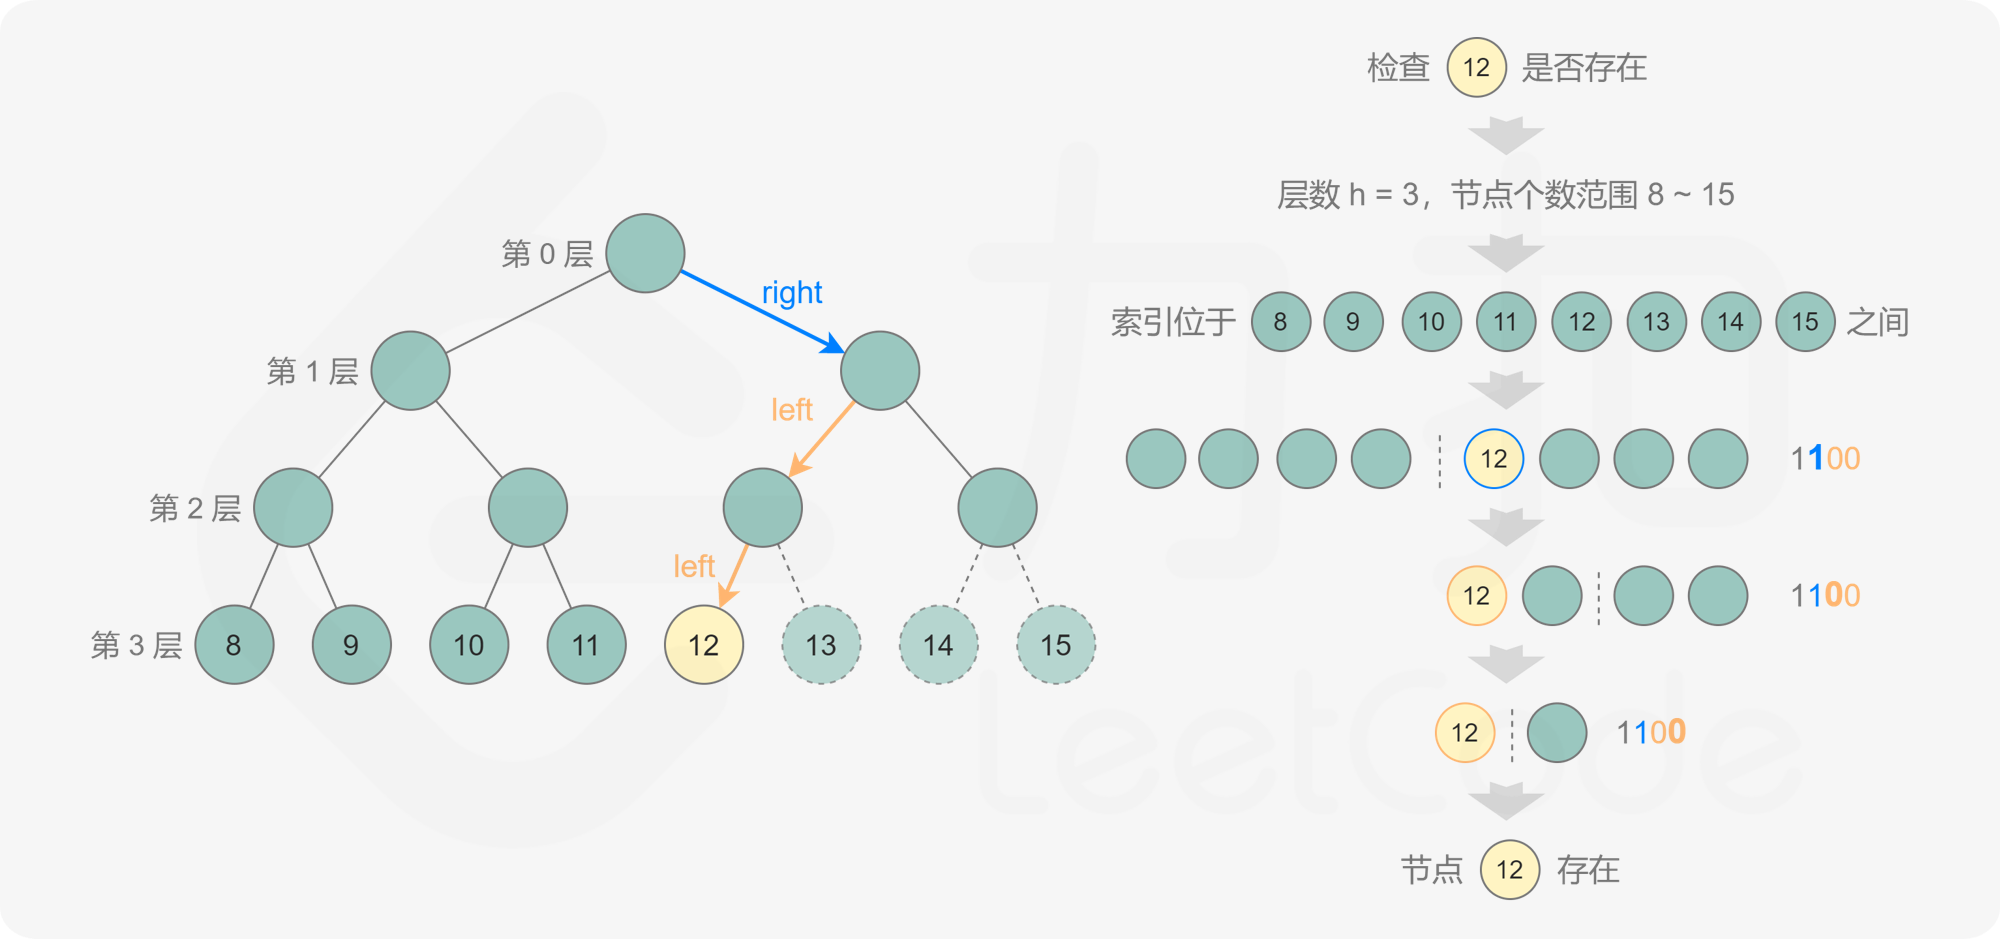 检查 12 是否存在
层数 h = 3，节点个数范围 8 ~ 15
第 0 层
right
索引位于 8 9 10 11 12 13 14 15 之间
第 1 层
left
12 1100
第 2 层
left
12 1100
第 3 层 8 9 10 11 12 13 14 15
12 1100
节点 12 存在
力扣
LeetCode